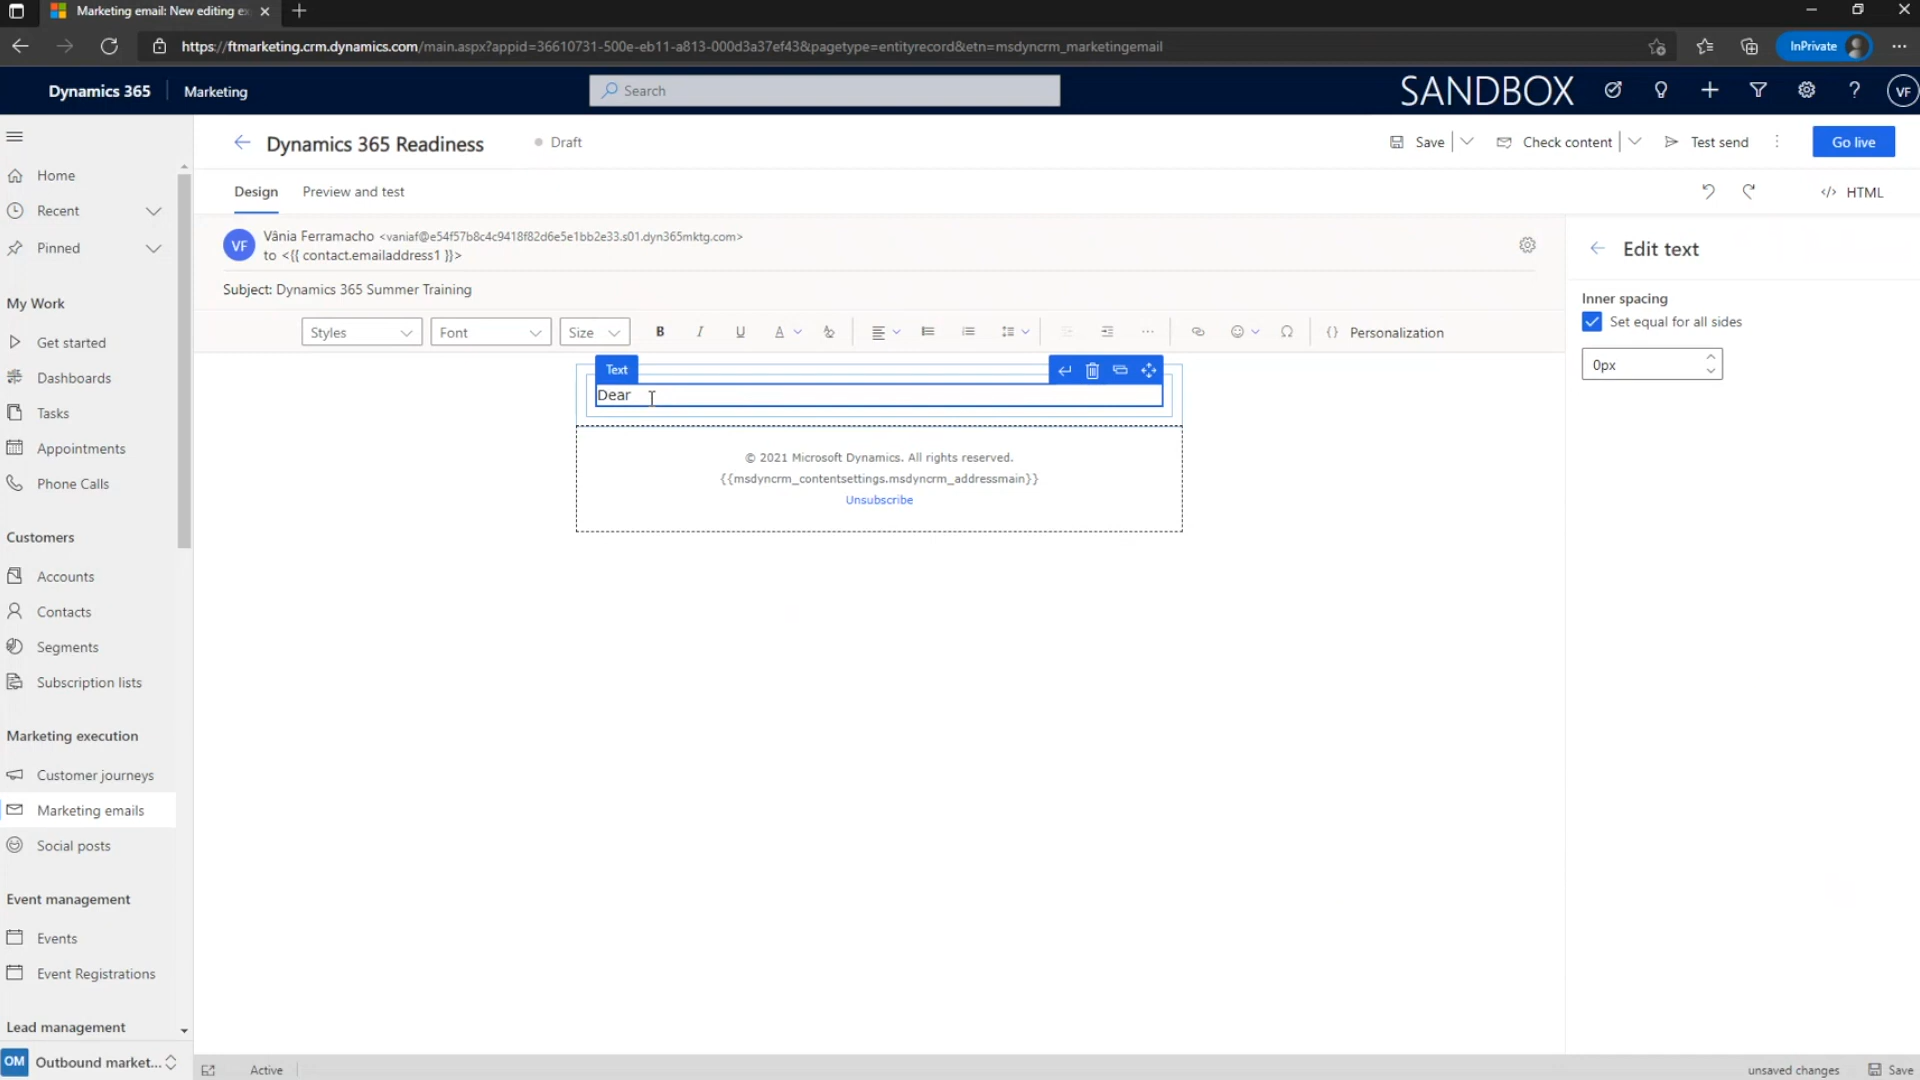 Marketing email: New editing e
https://ftmarketing.crm.dynamics.com/main.aspx?appid=36610731-500e-eb11-a813-000d3a37ef43&pagetype=entityrecord&etn=msdyncrm_marketingemail
InPrivate
Dynamics 365
Marketing
Search
SANDBOX
VF
Dynamics 365 Readiness
Draft
Save
Check content
Test send
Go live
Home
Recent
Pinned
My Work
Get started
Dashboards
Tasks
Appointments
Phone Calls
Customers
Accounts
Contacts
Segments
Subscription lists
Marketing execution
Customer journeys
Marketing emails
Social posts
Event management
Events
Event Registrations
Lead management
OM Outbound market...
Design
Preview and test
HTML
VF
Vânia Ferramacho <vaniaf@e54f57b8c4c9418f82d6e5e1bb2e33.s01.dyn365mktg.com>
to <{{ contact.emailaddress1 }}>
Subject: Dynamics 365 Summer Training
Styles
Font
Size
B I U A
{} Personalization
Text
Dear
© 2021 Microsoft Dynamics. All rights reserved.
{{msdyncrm_contentsettings.msdyncrm_addressmain}}
Unsubscribe
Edit text
Inner spacing
Set equal for all sides
0px
Active
unsaved changes
Save